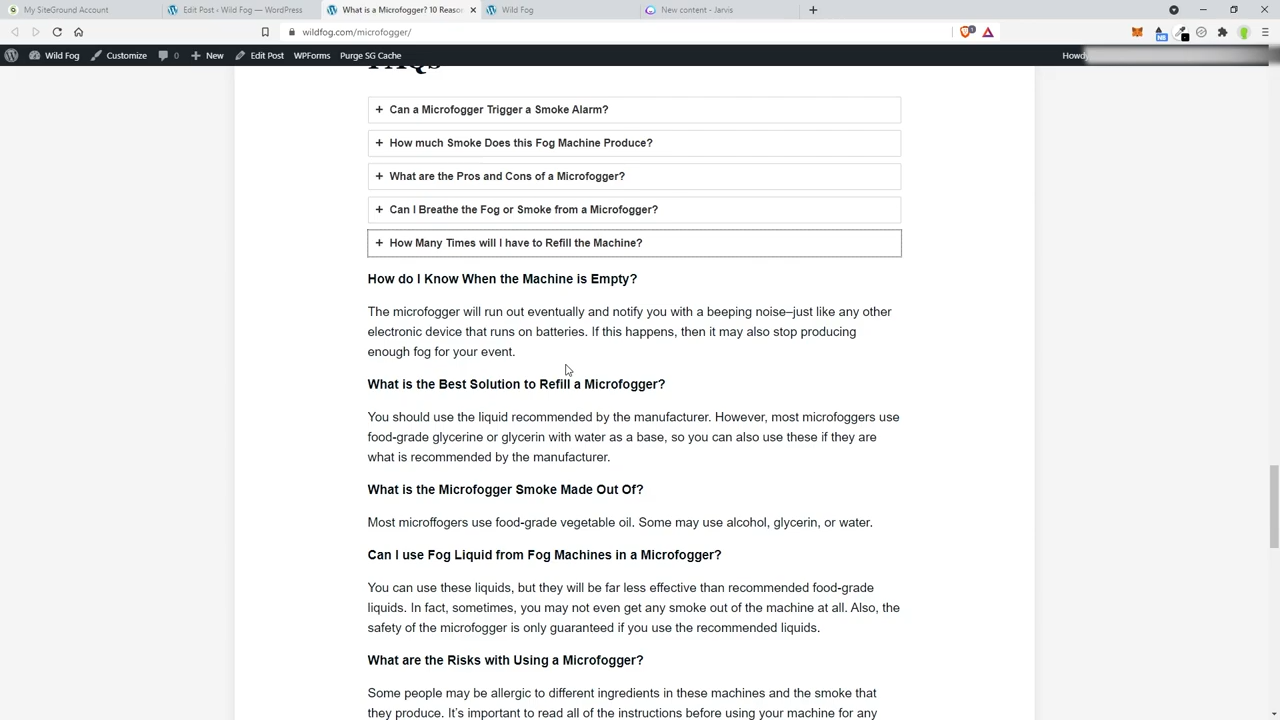 My SiteGround Account
Edit Post ‹ Wild Fog — WordPress
What is a Microfogger? 10 Reason
Wild Fog
New content - Jarvis
wildfog.com/microfogger/
Wild Fog
Customize
0
New
Edit Post
WPForms
Purge SG Cache
Howdy
FAQs
+ Can a Microfogger Trigger a Smoke Alarm?
+ How much Smoke Does this Fog Machine Produce?
+ What are the Pros and Cons of a Microfogger?
+ Can I Breathe the Fog or Smoke from a Microfogger?
+ How Many Times will I have to Refill the Machine?
How do I Know When the Machine is Empty?
The microfogger will run out eventually and notify you with a beeping noise–just like any other
electronic device that runs on batteries. If this happens, then it may also stop producing
enough fog for your event.
What is the Best Solution to Refill a Microfogger?
You should use the liquid recommended by the manufacturer. However, most microfoggers use
food-grade glycerine or glycerin with water as a base, so you can also use these if they are
what is recommended by the manufacturer.
What is the Microfogger Smoke Made Out Of?
Most microffogers use food-grade vegetable oil. Some may use alcohol, glycerin, or water.
Can I use Fog Liquid from Fog Machines in a Microfogger?
You can use these liquids, but they will be far less effective than recommended food-grade
liquids. In fact, sometimes, you may not even get any smoke out of the machine at all. Also, the
safety of the microfogger is only guaranteed if you use the recommended liquids.
What are the Risks with Using a Microfogger?
Some people may be allergic to different ingredients in these machines and the smoke that
they produce. It's important to read all of the instructions before using your machine for any